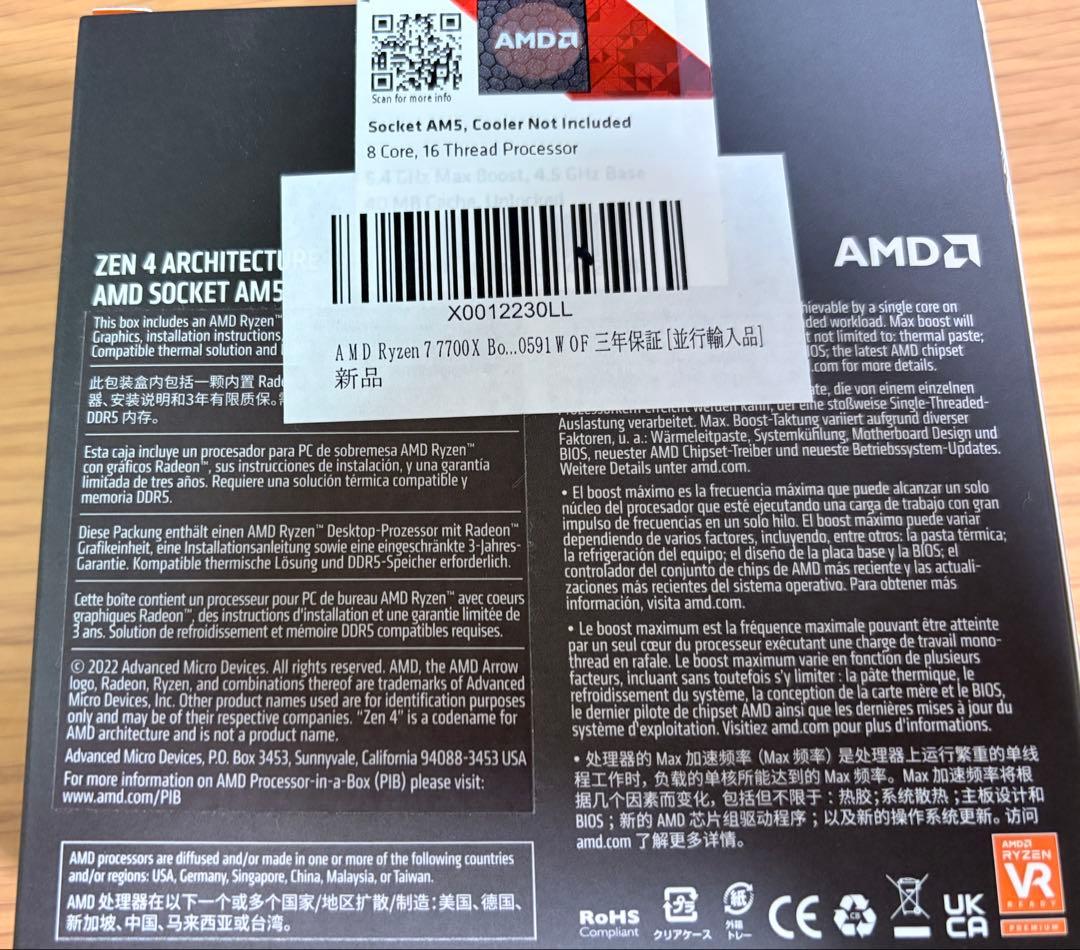 AMD
Scan for more info
Socket AM5, Cooler Not Included
8 Core, 16 Thread Processor
5.4 GHz Max Boost, 4.5 GHz Base
40 MB Cache, Unlocked
X0012230LL
AMD Ryzen 7 7700X Bo...0591 WOF 三年保証 [並行輸入品]
新品
ZEN 4 ARCHITECTURE
AMD SOCKET AM5
This box includes an AMD Ryzen™
Graphics, installation instructions,
Compatible thermal solution and
此包装盒内包括一颗内置 Rade
器、安装说明和3年有限质保。
DDR5 内存。
Esta caja incluye un procesador para PC de sobremesa AMD Ryzen™
con gráficos Radeon™, sus instrucciones de instalación, y una garantía
limitada de tres años. Requiere una solución térmica compatible y
memoria DDR5.
Diese Packung enthält einen AMD Ryzen™ Desktop-Prozessor mit Radeon™
Grafikeinheit, eine Installationsanleitung sowie eine eingeschränkte 3-Jahres-
Garantie. Kompatible thermische Lösung und DDR5-Speicher erforderlich.
Cette boîte contient un processeur pour PC de bureau AMD Ryzen™ avec coeurs
graphiques Radeon™, des instructions d'installation et une garantie limitée de
3 ans. Solution de refroidissement et mémoire DDR5 compatibles requises.
© 2022 Advanced Micro Devices. All rights reserved. AMD, the AMD Arrow
logo, Radeon, Ryzen, and combinations thereof are trademarks of Advanced
Micro Devices, Inc. Other product names used are for identification purposes
only and may be of their respective companies. "Zen 4" is a codename for
AMD architecture and is not a product name.
Advanced Micro Devices, P.O. Box 3453, Sunnyvale, California 94088-3453 USA
For more information on AMD Processor-in-a-Box (PIB) please visit:
www.amd.com/PIB
AMD processors are diffused and/or made in one or more of the following countries
and/or regions: USA, Germany, Singapore, China, Malaysia, or Taiwan.
AMD 处理器在以下一个或多个国家/地区扩散/制造：美国、德国、
新加坡、中国、马来西亚或台湾。
AMD
hievable by a single core on
ded workload. Max boost will
t not limited to: thermal paste;
IOS; the latest AMD chipset
.com for more details.
ate, die von einem einzelnen
Prozessorkern erreicht werden kann, der eine stoßweise Single-Threaded-
Auslastung verarbeitet. Max. Boost-Taktung variiert aufgrund diverser
Faktoren, u. a.: Wärmeleitpaste, Systemkühlung, Motherboard Design und
BIOS, neuester AMD Chipset-Treiber und neueste Betriebssystem-Updates.
Weitere Details unter amd.com.
• El boost máximo es la frecuencia máxima que puede alcanzar un solo
núcleo del procesador que esté ejecutando una carga de trabajo con gran
impulso de frecuencias en un solo hilo. El boost máximo puede variar
dependiendo de varios factores, incluyendo, entre otros: la pasta térmica;
la refrigeración del equipo; el diseño de la placa base y la BIOS; el
controlador del conjunto de chips de AMD más reciente y las actuali-
zaciones más recientes del sistema operativo. Para obtener más
información, visita amd.com.
• Le boost maximum est la fréquence maximale pouvant être atteinte
par un seul cœur du processeur exécutant une charge de travail mono-
thread en rafale. Le boost maximum varie en fonction de plusieurs
facteurs, incluant sans toutefois s'y limiter : la pâte thermique, le
refroidissement du système, la conception de la carte mère et le BIOS,
le dernier pilote de chipset AMD ainsi que les dernières mises à jour du
système d'exploitation. Visitiez amd.com pour plus d'informations.
• 处理器的 Max 加速频率（Max 频率）是处理器上运行繁重的单线
程工作时，负载的单核所能达到的 Max 频率。Max 加速频率将根
据几个因素而变化，包括但不限于：热胶；系统散热；主板设计和
BIOS；新的 AMD 芯片组驱动程序；以及新的操作系统更新。访问
amd.com 了解更多详情。
RoHS
Compliant
プラ
クリアケース
紙
外箱
トレー
CE
CB
UK
CA
AMD
RYZEN
VR
READY
PREMIUM